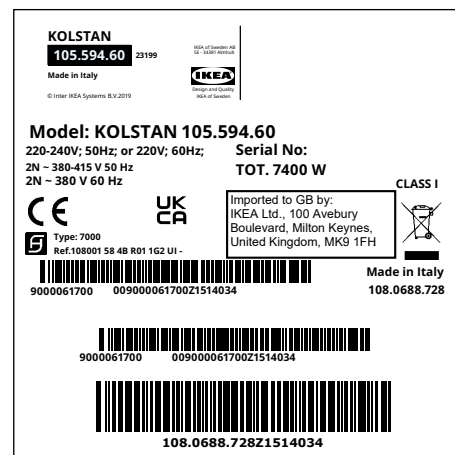 KOLSTAN
105.594.60 23199
Made in Italy
© Inter IKEA Systems B.V.2019
IKEA of Sweden AB
SE - 34381 Älmhult
IKEA
Design and Quality
IKEA of Sweden
Model: KOLSTAN 105.594.60
220-240V; 50Hz; or 220V; 60Hz;
2N ~ 380-415 V 50 Hz
2N ~ 380 V 60 Hz
Serial No:
TOT. 7400 W
CLASS I
CE
UK
CA
Imported to GB by:
IKEA Ltd., 100 Avebury
Boulevard, Milton Keynes,
United Kingdom, MK9 1FH
Type: 7000
Ref.108001 58 4B R01 1G2 UI -
9000061700 009000061700Z1514034
Made in Italy
108.0688.728
9000061700 009000061700Z1514034
108.0688.728Z1514034